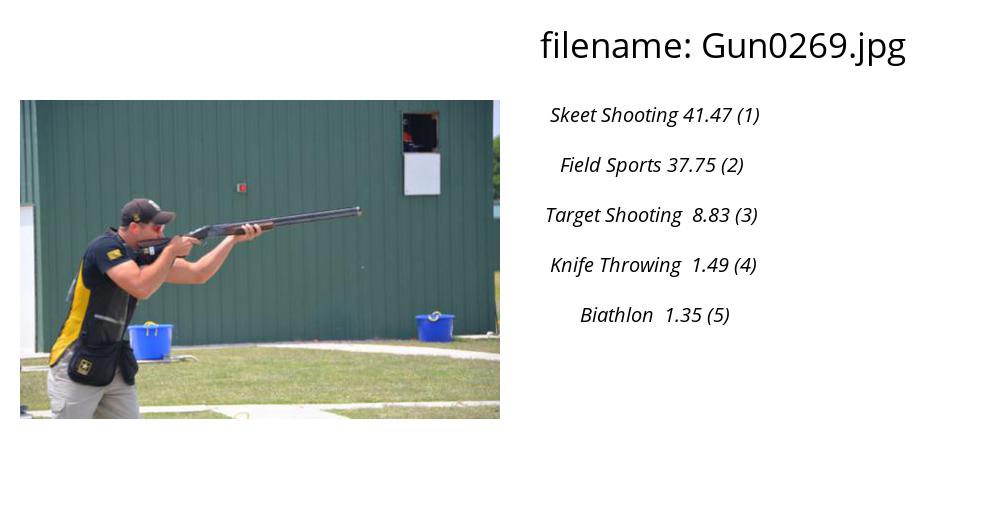 filename: Gun0269.jpg
Skeet Shooting 41.47 (1)
Field Sports 37.75 (2)
Target Shooting 8.83 (3)
Knife Throwing 1.49 (4)
Biathlon 1.35 (5)